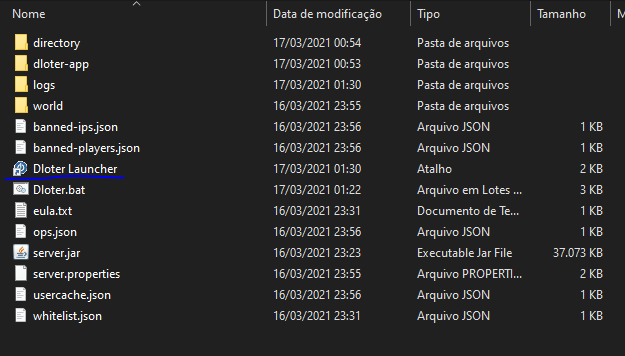 Nome Data de modificação Tipo Tamanho M
directory 17/03/2021 00:54 Pasta de arquivos
dloter-app 17/03/2021 00:53 Pasta de arquivos
logs 17/03/2021 01:30 Pasta de arquivos
world 16/03/2021 23:55 Pasta de arquivos
banned-ips.json 16/03/2021 23:56 Arquivo JSON 1 KB
banned-players.json 16/03/2021 23:56 Arquivo JSON 1 KB
Dloter Launcher 17/03/2021 01:30 Atalho 2 KB
Dloter.bat 17/03/2021 01:22 Arquivo em Lotes ... 3 KB
eula.txt 16/03/2021 23:31 Documento de Te... 1 KB
ops.json 16/03/2021 23:56 Arquivo JSON 1 KB
server.jar 16/03/2021 23:23 Executable Jar File 37.073 KB
server.properties 16/03/2021 23:55 Arquivo PROPERTI... 2 KB
usercache.json 16/03/2021 23:56 Arquivo JSON 1 KB
whitelist.json 16/03/2021 23:31 Arquivo JSON 1 KB